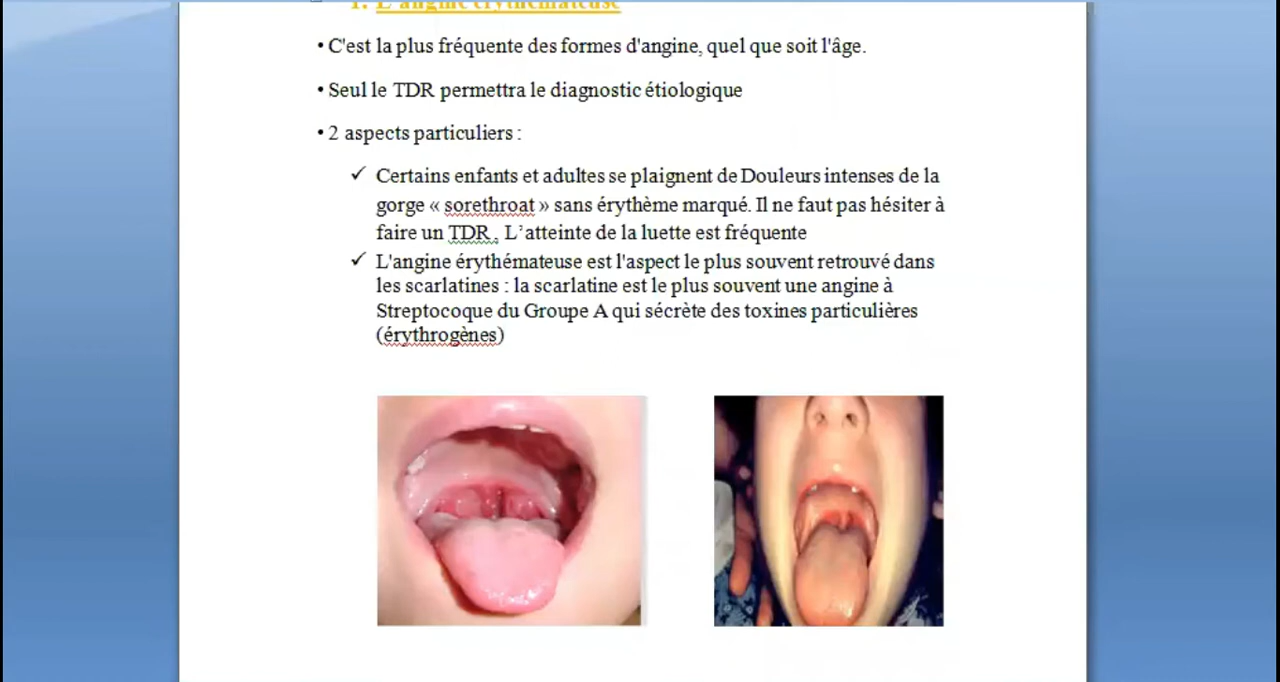 1. L'angine érythémateuse
• C'est la plus fréquente des formes d'angine, quel que soit l'âge.
• Seul le TDR permettra le diagnostic étiologique
• 2 aspects particuliers :
✓ Certains enfants et adultes se plaignent de Douleurs intenses de la
gorge « sorethroat » sans érythème marqué. Il ne faut pas hésiter à
faire un TDR . L'atteinte de la luette est fréquente
✓ L'angine érythémateuse est l'aspect le plus souvent retrouvé dans
les scarlatines : la scarlatine est le plus souvent une angine à
Streptocoque du Groupe A qui sécrète des toxines particulières
(érythrogènes)